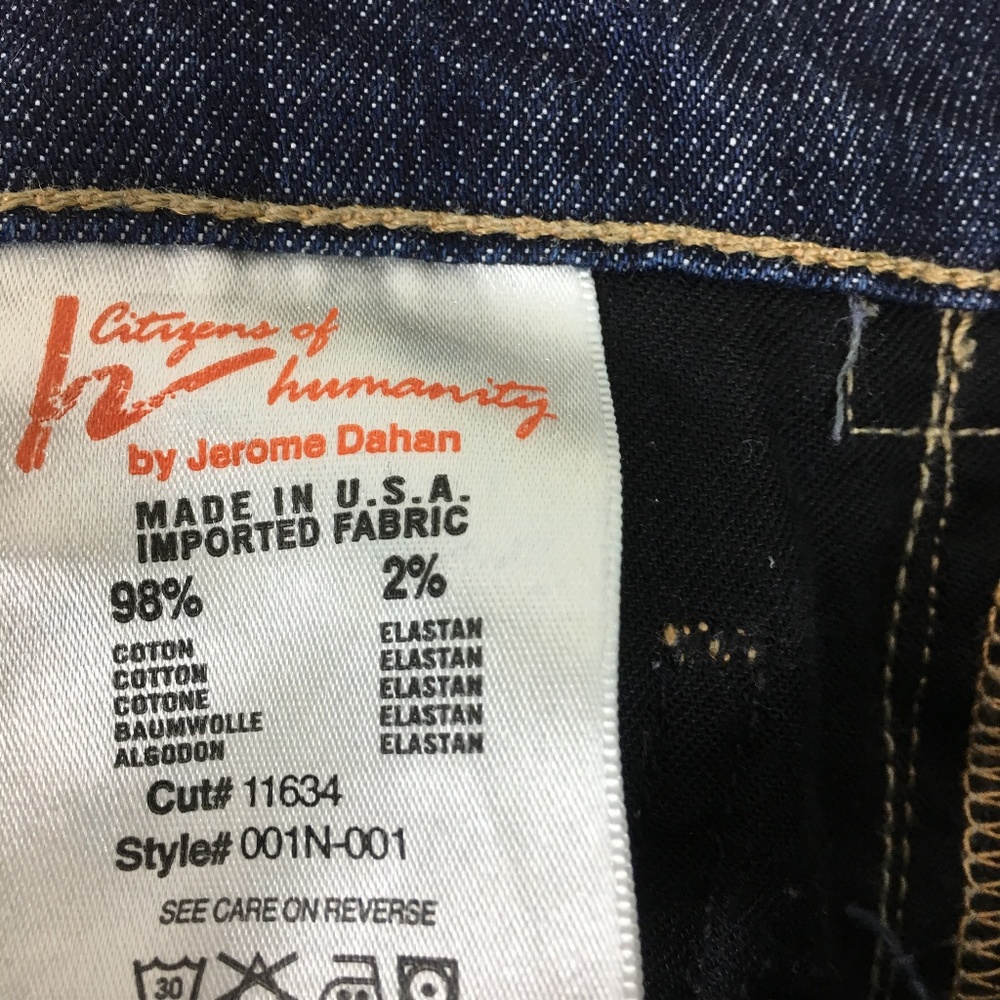 Citizens of
humanity
by Jerome Dahan
MADE IN U.S.A.
IMPORTED FABRIC
98% 2%
COTON ELASTAN
COTTON ELASTAN
COTONE ELASTAN
BAUMWOLLE ELASTAN
ALGODON ELASTAN
Cut# 11634
Style# 001N-001
SEE CARE ON REVERSE
30